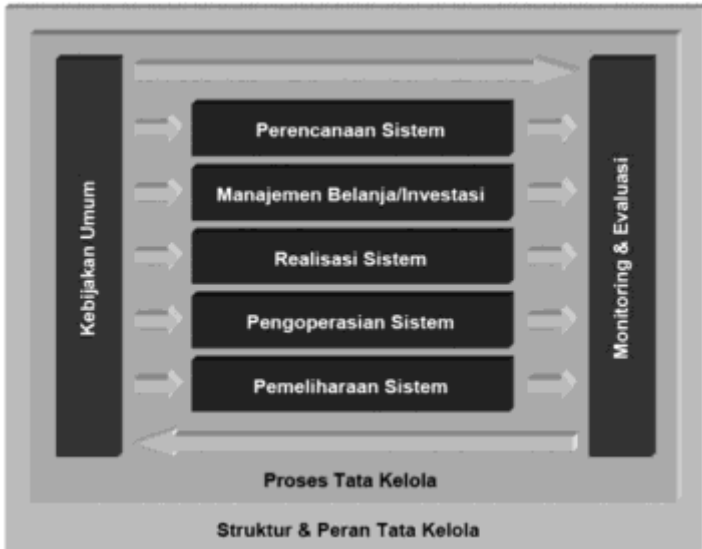 Kebijakan Umum
Perencanaan Sistem
Manajemen Belanja/Investasi
Realisasi Sistem
Pengoperasian Sistem
Pemeliharaan Sistem
Monitoring & Evaluasi
Proses Tata Kelola
Struktur & Peran Tata Kelola